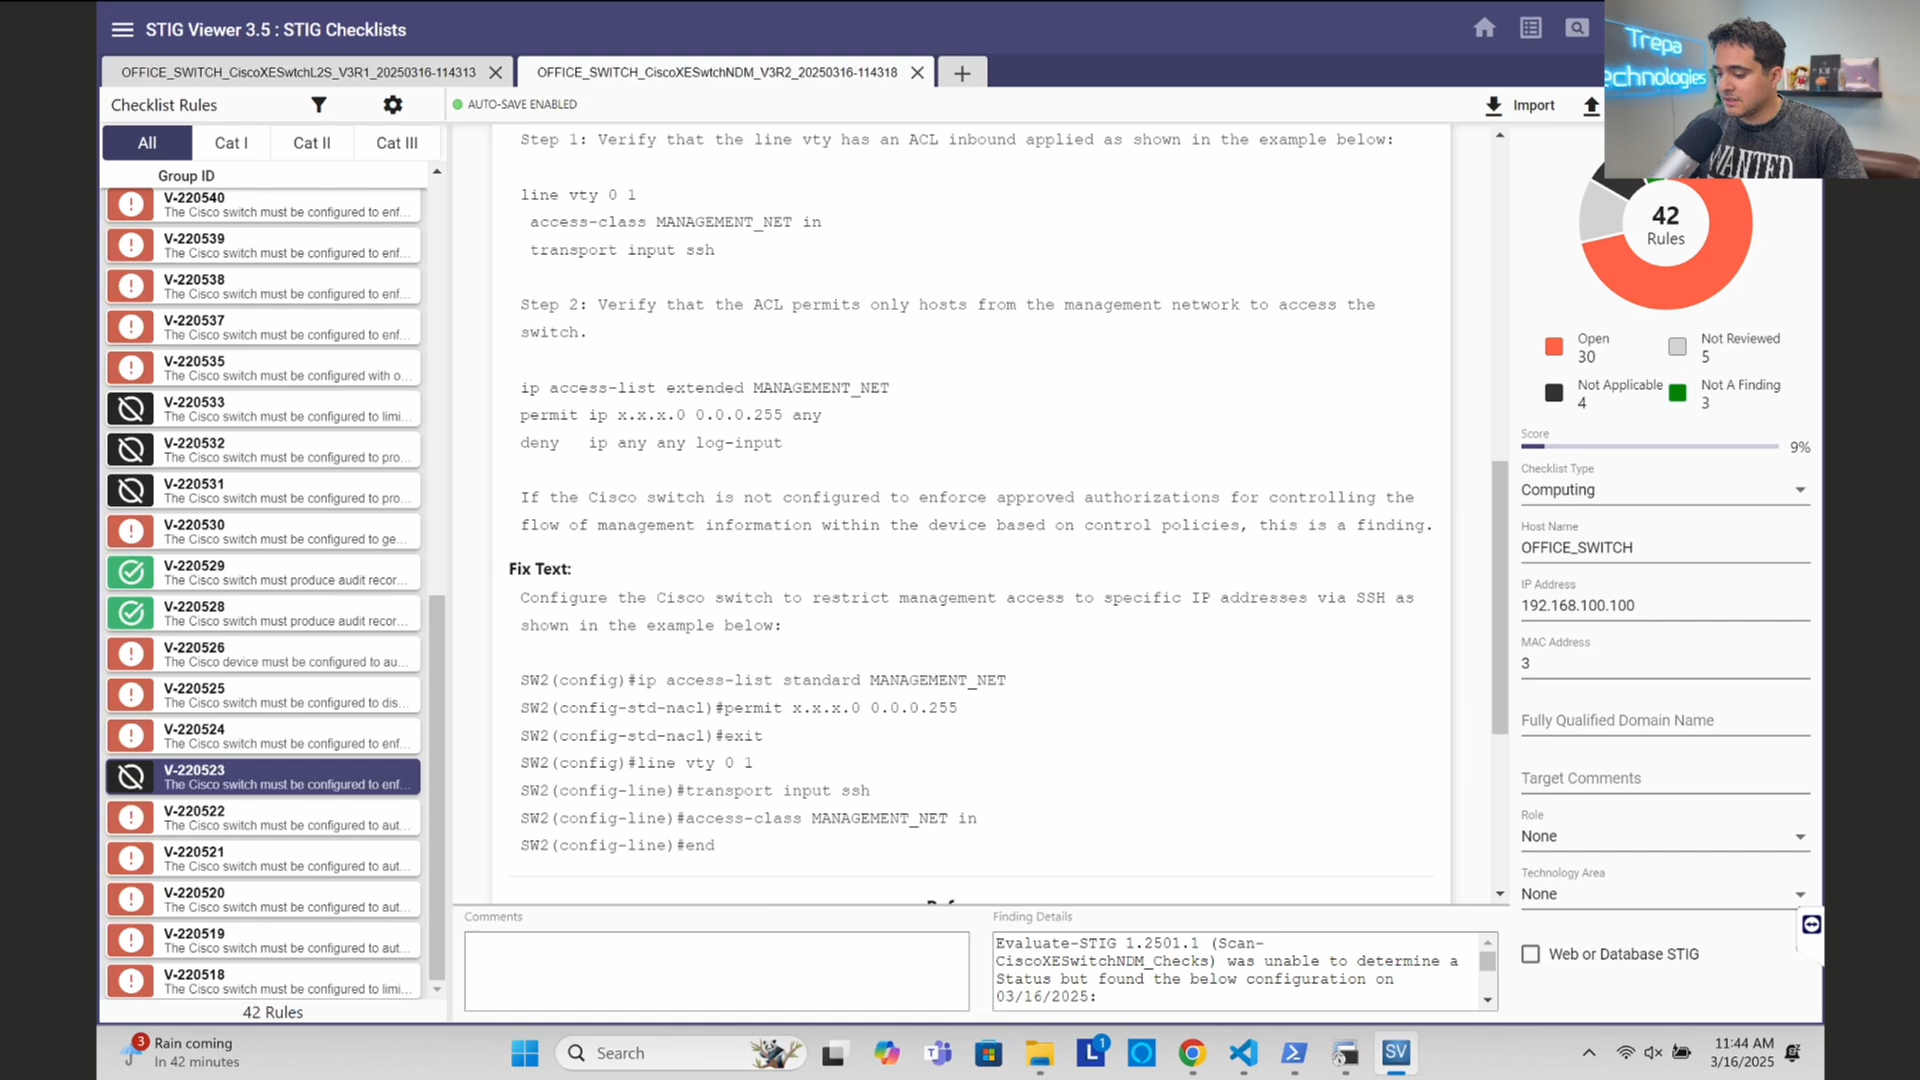 STIG Viewer 3.5 : STIG Checklists
Trepa
echnologies
WANTED
OFFICE_SWITCH_CiscoXESwtchL2S_V3R1_20250316-114313
OFFICE_SWITCH_CiscoXESwtchNDM_V3R2_20250316-114318
Checklist Rules
AUTO-SAVE ENABLED
Import
All
Cat I
Cat II
Cat III
Group ID
V-220540
The Cisco switch must be configured to enf...
V-220539
The Cisco switch must be configured to enf...
V-220538
The Cisco switch must be configured to enf...
V-220537
The Cisco switch must be configured to enf...
V-220535
The Cisco switch must be configured with o...
V-220533
The Cisco switch must be configured to limi...
V-220532
The Cisco switch must be configured to pro...
V-220531
The Cisco switch must be configured to pro...
V-220530
The Cisco switch must be configured to ge...
V-220529
The Cisco switch must produce audit recor...
V-220528
The Cisco switch must produce audit recor...
V-220526
The Cisco device must be configured to au...
V-220525
The Cisco switch must be configured to dis...
V-220524
The Cisco switch must be configured to enf...
V-220523
The Cisco switch must be configured to enf...
V-220522
The Cisco switch must be configured to aut...
V-220521
The Cisco switch must be configured to aut...
V-220520
The Cisco switch must be configured to aut...
V-220519
The Cisco switch must be configured to aut...
V-220518
The Cisco switch must be configured to limi...
42 Rules
Step 1: Verify that the line vty has an ACL inbound applied as shown in the example below:
line vty 0 1
access-class MANAGEMENT_NET in
transport input ssh
Step 2: Verify that the ACL permits only hosts from the management network to access the
switch.
ip access-list extended MANAGEMENT_NET
permit ip x.x.x.0 0.0.0.255 any
deny   ip any any log-input
If the Cisco switch is not configured to enforce approved authorizations for controlling the
flow of management information within the device based on control policies, this is a finding.
Fix Text:
Configure the Cisco switch to restrict management access to specific IP addresses via SSH as
shown in the example below:
SW2(config)#ip access-list standard MANAGEMENT_NET
SW2(config-std-nacl)#permit x.x.x.0 0.0.0.255
SW2(config-std-nacl)#exit
SW2(config)#line vty 0 1
SW2(config-line)#transport input ssh
SW2(config-line)#access-class MANAGEMENT_NET in
SW2(config-line)#end
Comments
Finding Details
Evaluate-STIG 1.2501.1 (Scan-
CiscoXESwitchNDM_Checks) was unable to determine a
Status but found the below configuration on
03/16/2025:
42
Rules
Open
30
Not Reviewed
5
Not Applicable
4
Not A Finding
3
Score
9%
Checklist Type
Computing
Host Name
OFFICE_SWITCH
IP Address
192.168.100.100
MAC Address
3
Fully Qualified Domain Name
Target Comments
Role
None
Technology Area
None
Web or Database STIG
3
Rain coming
In 42 minutes
Search
L
1
SV
11:44 AM
3/16/2025